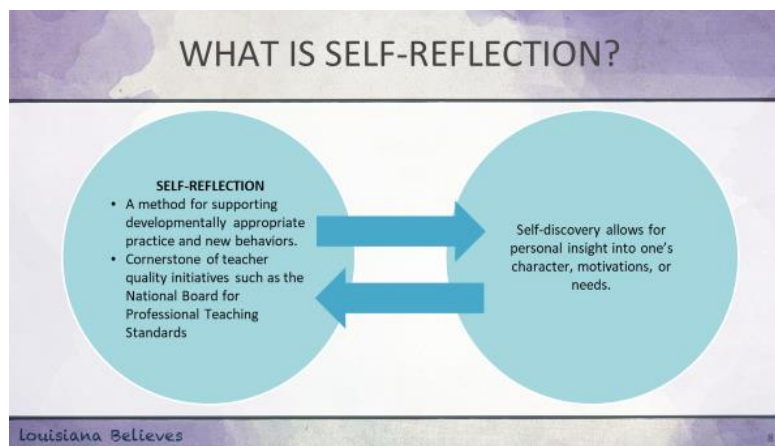 WHAT IS SELF-REFLECTION?
SELF-REFLECTION
• A method for supporting
developmentally appropriate
practice and new behaviors.
• Cornerstone of teacher
quality initiatives such as the
National Board for
Professional Teaching
Standards
Self-discovery allows for
personal insight into one's
character, motivations, or
needs.
Louisiana Believes